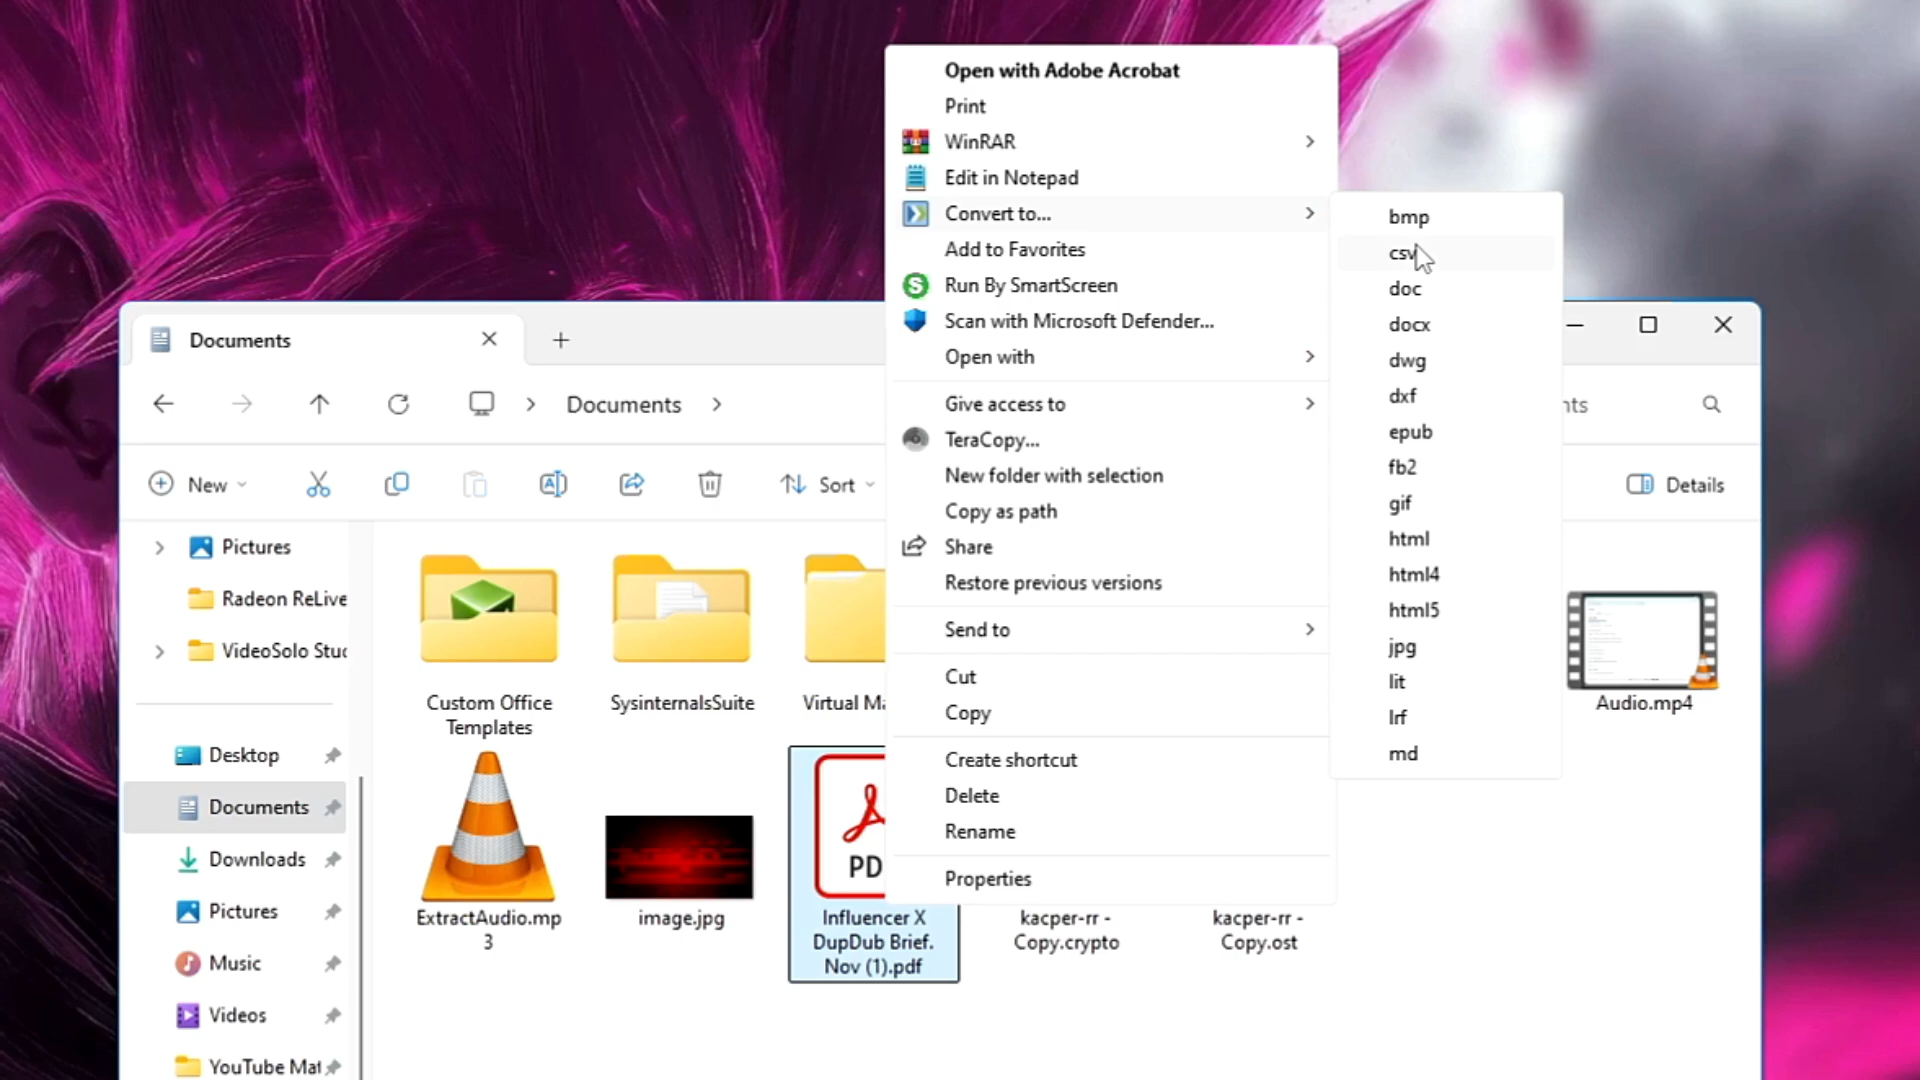 Open with Adobe Acrobat
Print
WinRAR
Edit in Notepad
Convert to...
Add to Favorites
Run By SmartScreen
Scan with Microsoft Defender...
Open with
Give access to
TeraCopy...
New folder with selection
Copy as path
Share
Restore previous versions
Send to
Cut
Copy
Create shortcut
Delete
Rename
Properties
bmp
csv
doc
docx
dwg
dxf
epub
fb2
gif
html
html4
html5
jpg
lit
lrf
md
Documents
Documents
nts
New
Sort
Details
Pictures
Radeon ReLive
VideoSolo Stud
Desktop
Documents
Downloads
Pictures
Music
Videos
YouTube Mat
Custom Office
Templates
SysinternalsSuite
Virtual Ma
Audio.mp4
ExtractAudio.mp
3
image.jpg
PD
Influencer X
DupDub Brief.
Nov (1).pdf
kacper-rr -
Copy.crypto
kacper-rr -
Copy.ost